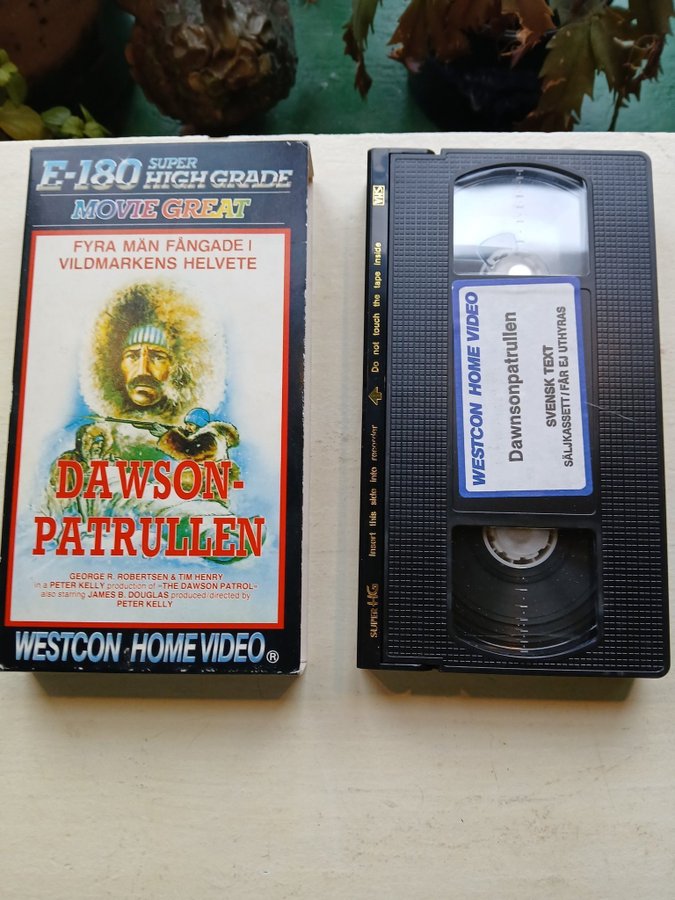 E-180 SUPER HIGH GRADE
MOVIE GREAT
FYRA MÄN FÅNGADE I
VILDMARKENS HELVETE
DAWSON-
PATRULLEN
GEORGE R. ROBERTSEN & TIM HENRY
in a PETER KELLY production of »THE DAWSON PATROL»
also starring JAMES B. DOUGLAS produced/directed by
PETER KELLY
WESTCON HOME VIDEO®
VHS
Do not touch the tape inside
Insert this side into recorder
SUPER HG
WESTCON HOME VIDEO
Dawnsonpatrullen
SVENSK TEXT
SÄLJKASSETT/FÅR EJ UTHYRAS